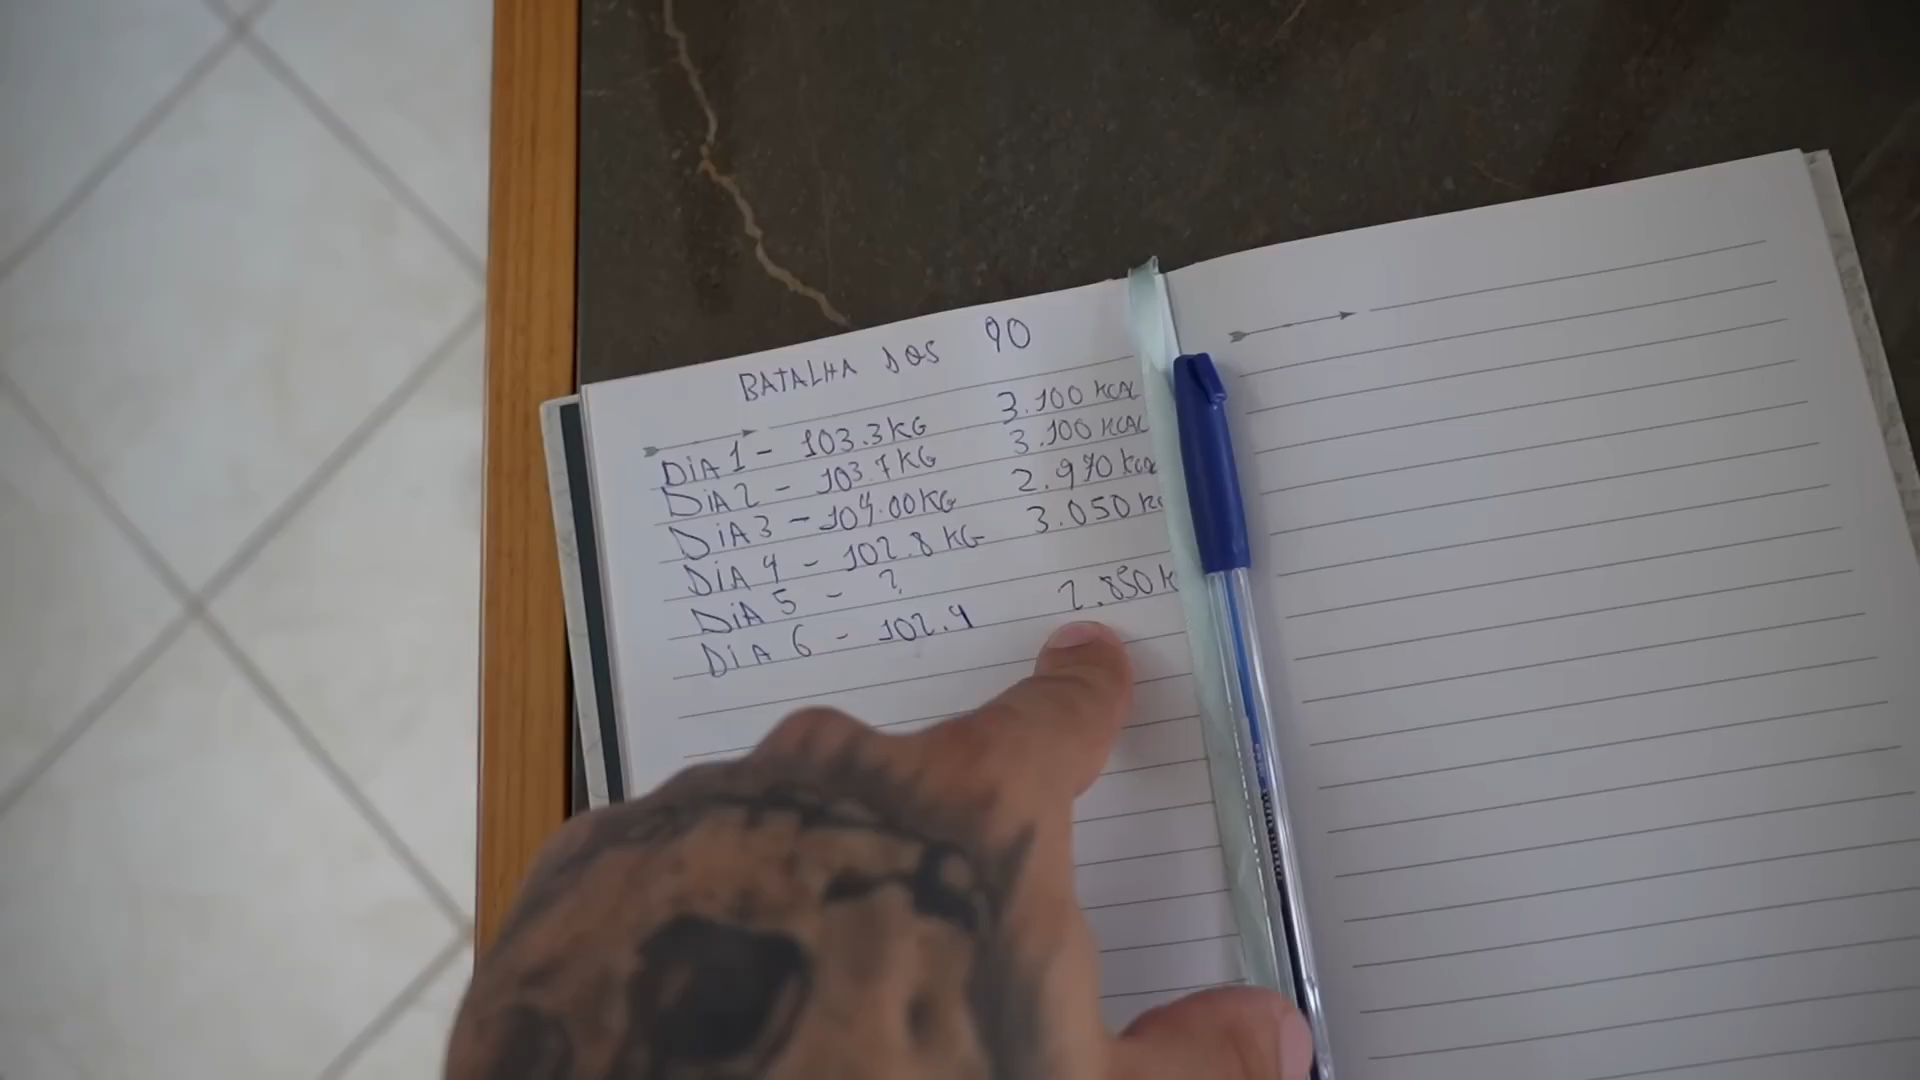 BATALHA DOS 90
DiA 1 - 103.3KG 3.100 KCAL
DiA 2 - 103.7KG 3.100 KCAL
DiA 3 - 104.00KG 2.970 KCAL
DiA 4 - 102.8 KG 3.050 KC
DiA 5 - ?
DiA 6 - 102.4 2.850 K